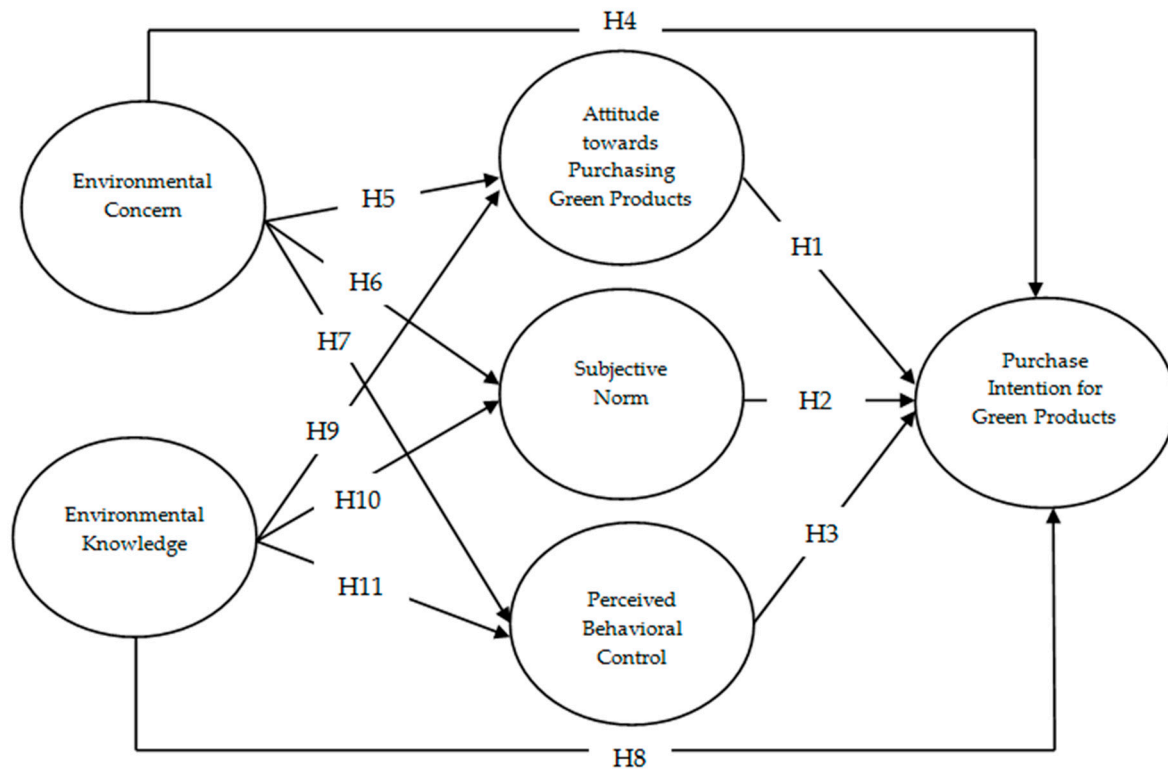 H4
Attitude
towards
Purchasing
Green Products
Environmental
Concern
H5
H1
H6
H7
Subjective
Norm
H2
Purchase
Intention for
Green Products
H9
H10
Environmental
Knowledge
H3
H11
Perceived
Behavioral
Control
H8